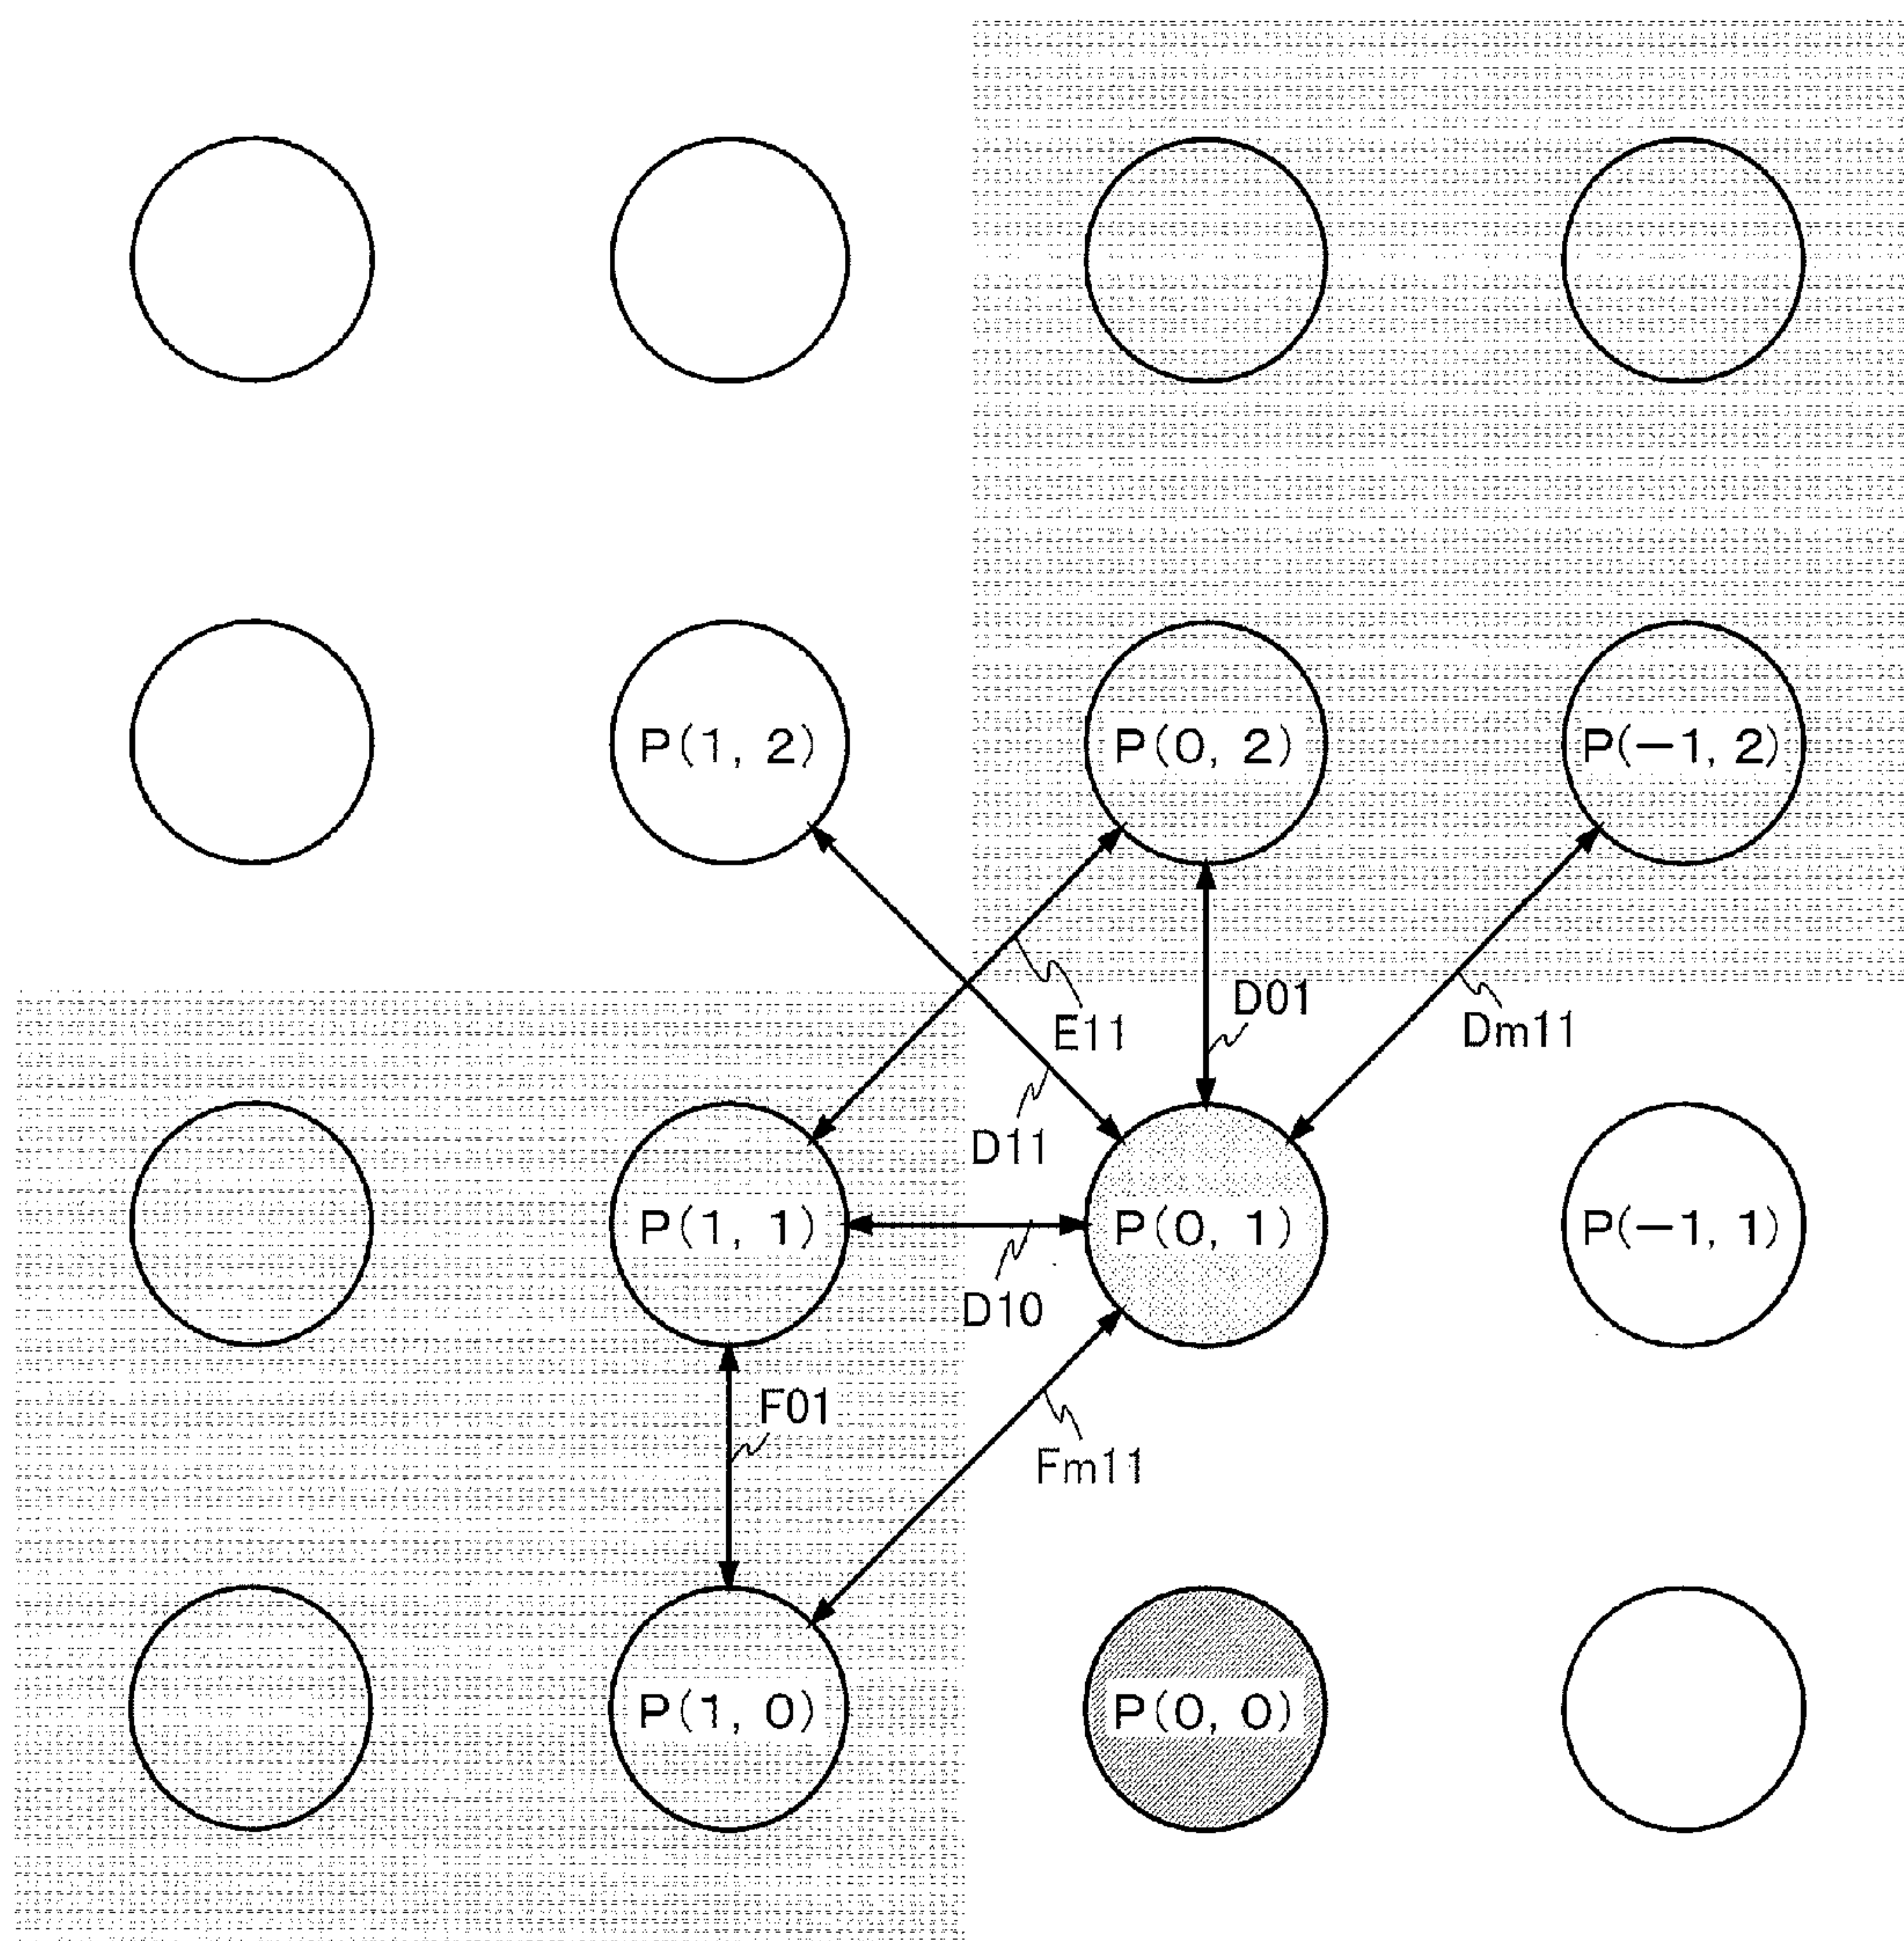 P(1, 2)
P(0, 2)
P(−1, 2)
D01
E11
Dm11
D11
P(1, 1)
P(0, 1)
P(−1, 1)
D10
F01
Fm11
P(1, 0)
P(0, 0)